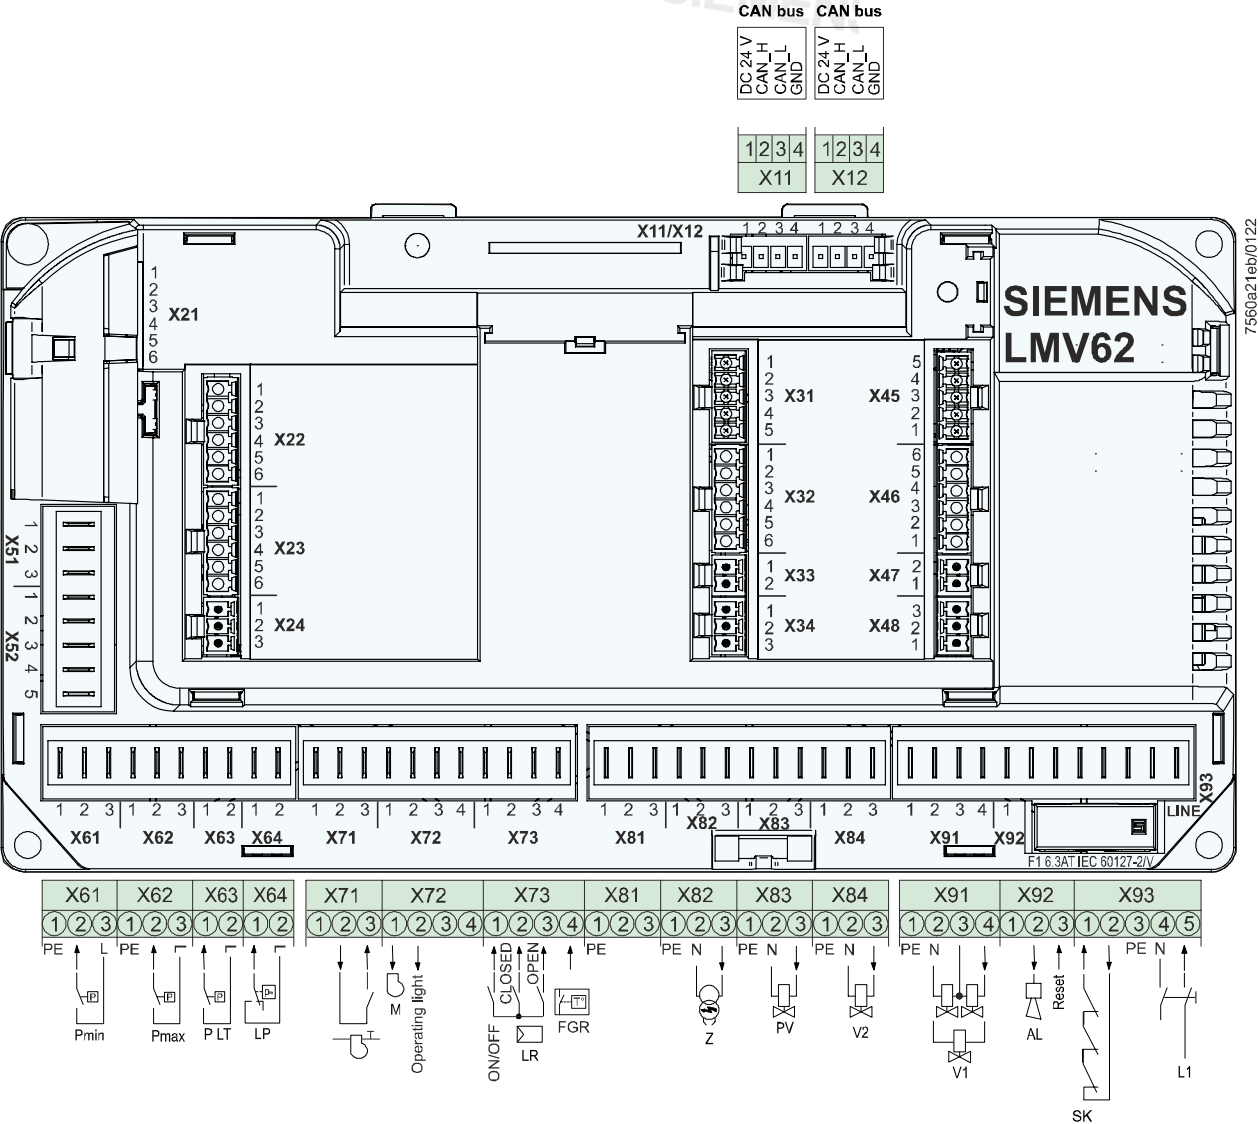 SIEMENS
CAN bus CAN bus
DC 24 V
CAN_H
CAN_L
GND
DC 24 V
CAN_H
CAN_L
GND
1 2 3 4 1 2 3 4
X11 X12
7560a21eb/0122
X11/X12
1 2 3 4 1 2 3 4
SIEMENS
LMV62
1
2
3
4
5
6
X21
1
2
3
4
5
6
X22
1
2
3
4
5
6
X23
1
2
3
X24
1
2
3
4
5
X31
1
2
3
4
5
6
X32
1
2
X33
1
2
3
X34
5
4
3
2
1
X45
6
5
4
3
2
1
X46
2
1
X47
3
2
1
X48
1 2 3
X51
1 2 3 4 5
X52
1 2 3 1 2 3 1 2 1 2 1 2 3 1 2 3 4 1 2 3 4 1 2 3 1 2 3 1 2 3 1 2 3 1 2 3 4 1
X61 X62 X63 X64 X71 X72 X73 X81 X82 X83 X84 X91 X92
LINE
X93
F1 6.3AT IEC 60127-2/V
X61 X62 X63 X64 X71 X72 X73 X81 X82 X83 X84 X91 X92 X93
1 2 3 1 2 3 1 2 1 2 1 2 3 1 2 3 4 1 2 3 4 1 2 3 1 2 3 1 2 3 1 2 3 1 2 3 4 1 2 3 1 2 3 4 5
PE L PE L L L PE PE N PE N PE N PE N PE N
CLOSED
OPEN
P P P P T
Pmin Pmax P LT LP
M
Operating light
ON/OFF
LR
FGR
Z
PV
V2
V1
AL
Reset
SK
L1